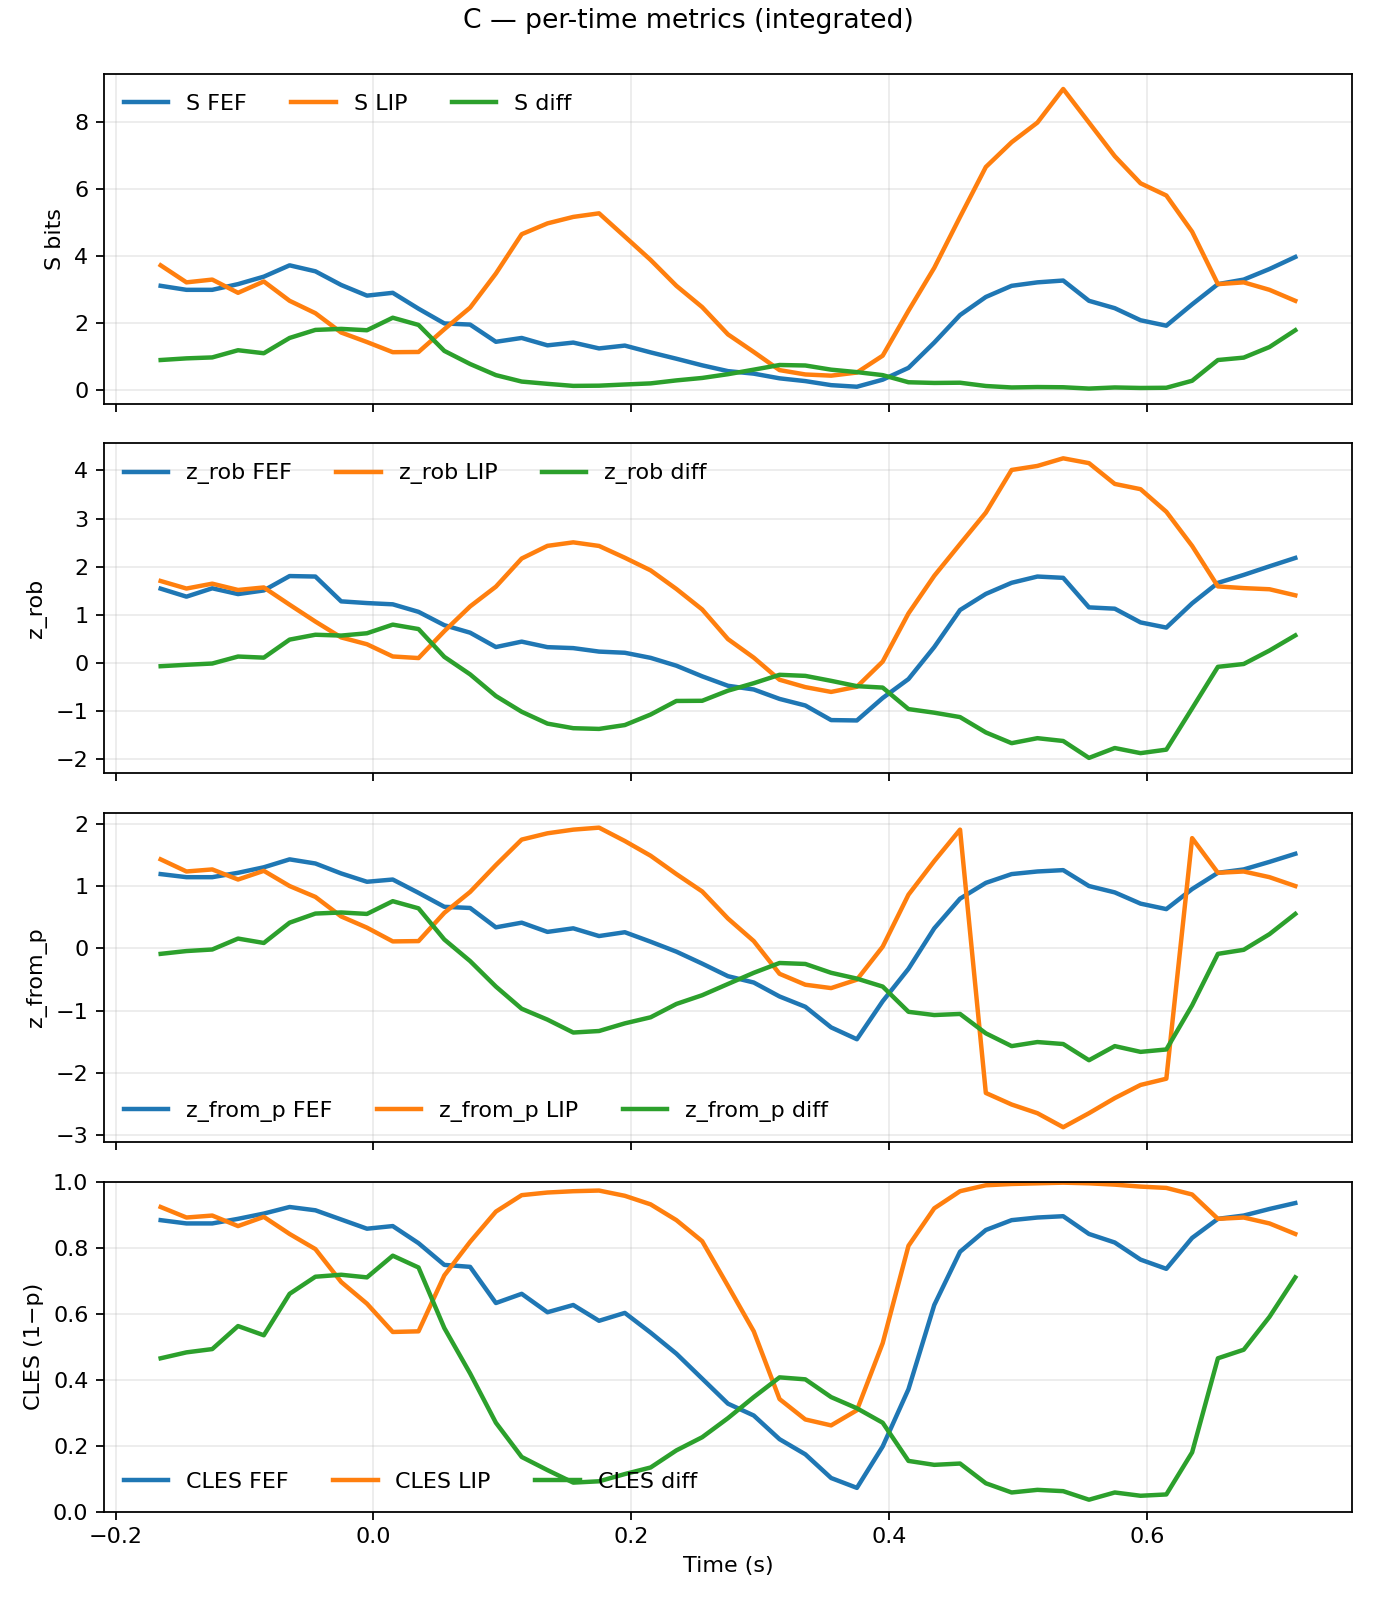 C — per-time metrics (integrated)
S FEF S LIP S diff
8
6
4
2
0
S bits
z_rob FEF z_rob LIP z_rob diff
4
3
2
1
0
−1
−2
z_rob
2
1
0
−1
−2
−3
z_from_p
z_from_p FEF z_from_p LIP z_from_p diff
1.0
0.8
0.6
0.4
0.2
0.0
CLES (1−p)
CLES FEF CLES LIP CLES diff
−0.2 0.0 0.2 0.4 0.6
Time (s)